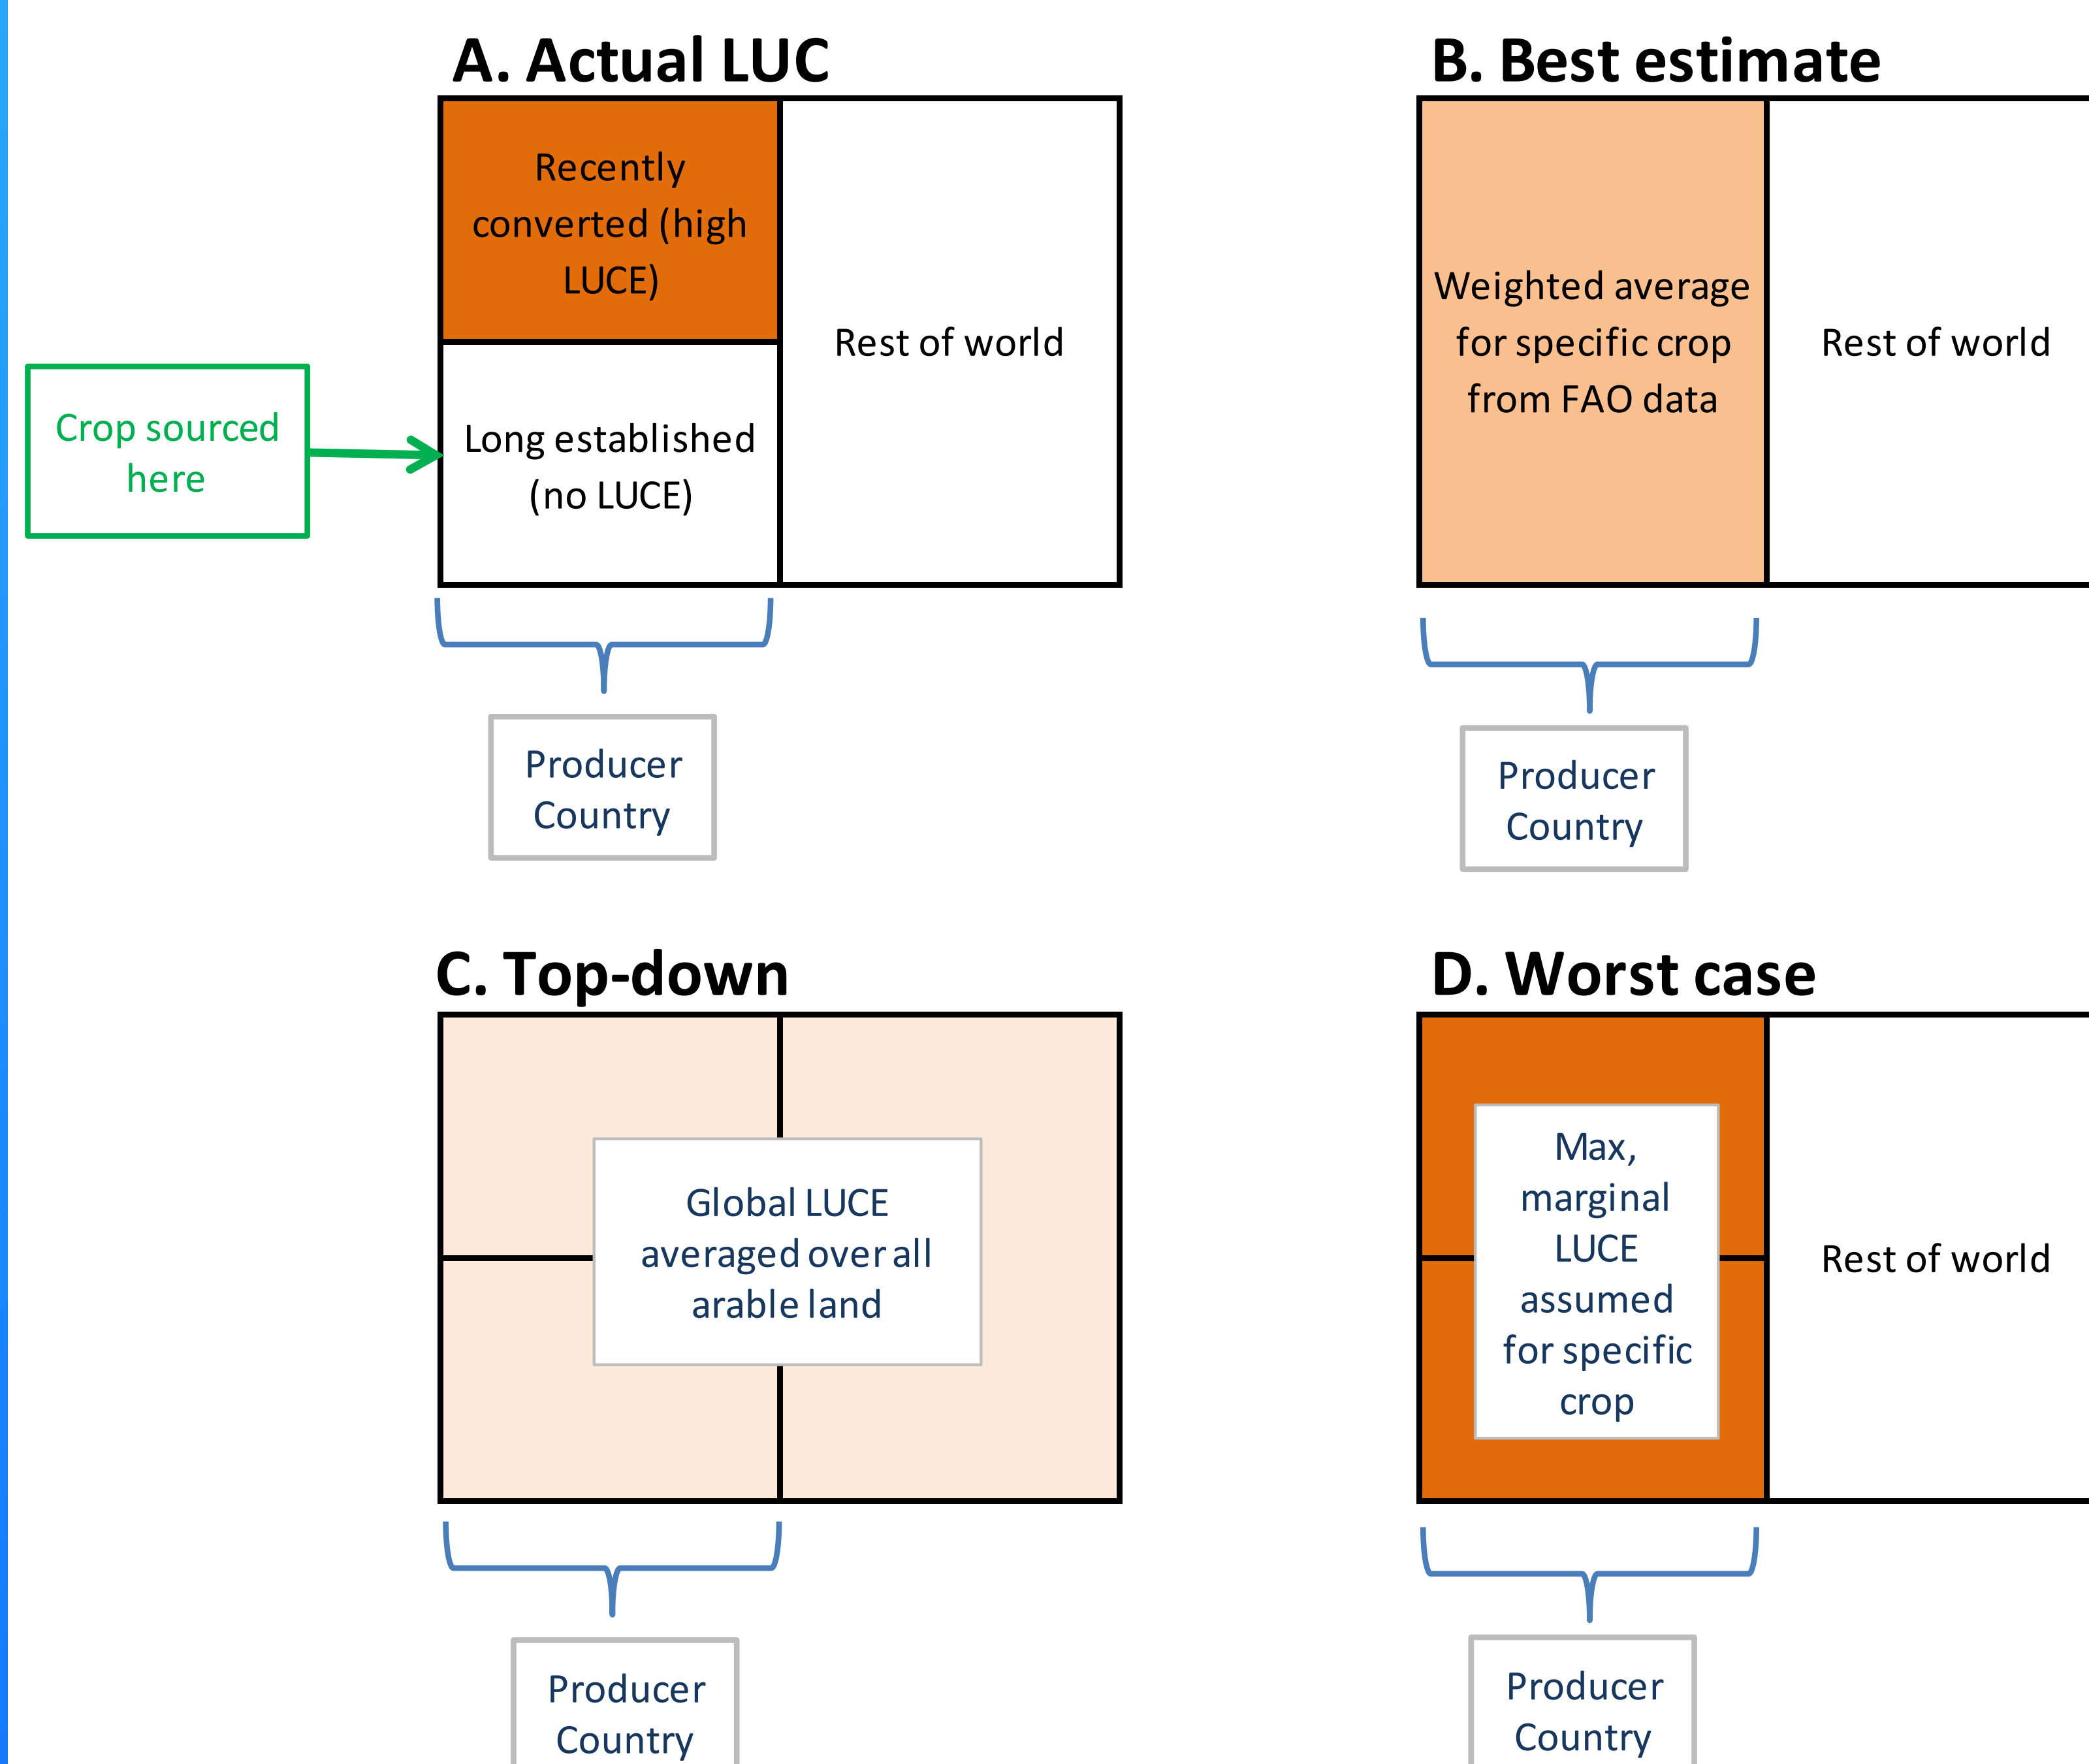 A. Actual LUC
Recently
converted (high
LUCE)
Rest of world
Crop sourced
here
Long established
(no LUCE)
Producer
Country
B. Best estimate
Weighted average
for specific crop
from FAO data
Rest of world
Producer
Country
C. Top-down
Global LUCE
averaged over all
arable land
Producer
Country
D. Worst case
Max,
marginal
LUCE
assumed
for specific
crop
Rest of world
Producer
Country